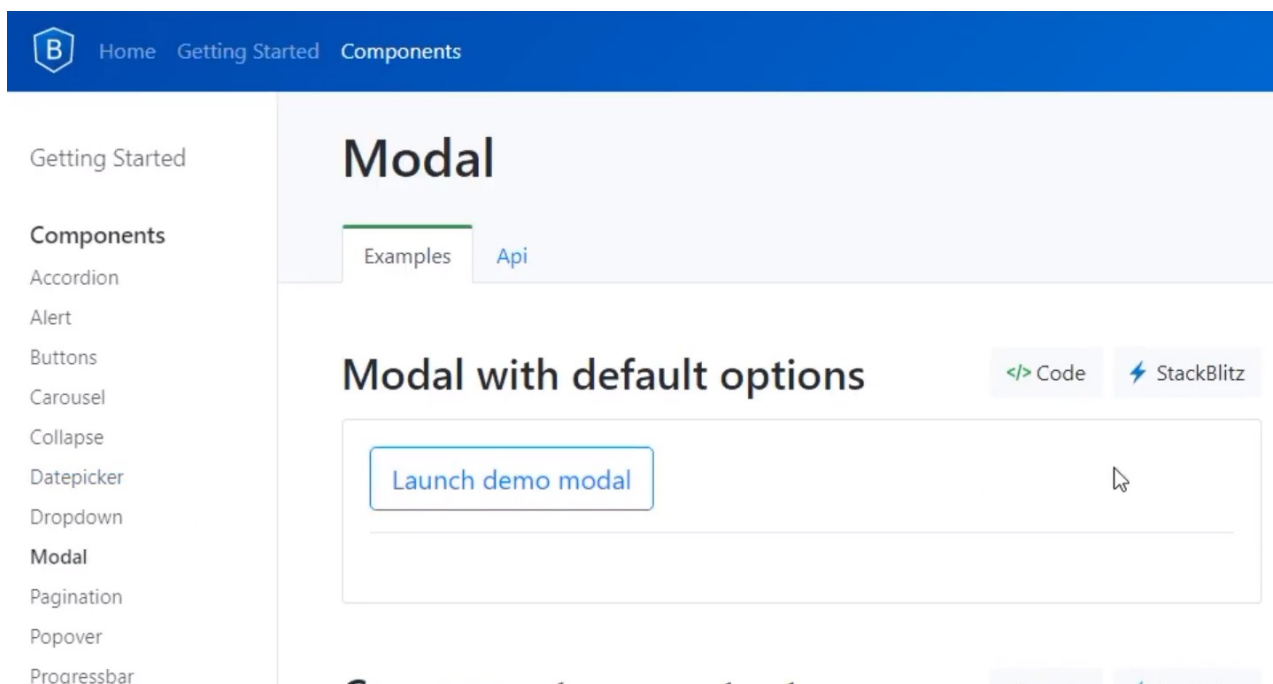 B Home Getting Started Components
Getting Started
Components
Accordion
Alert
Buttons
Carousel
Collapse
Datepicker
Dropdown
Modal
Pagination
Popover
Progressbar
Modal
Examples Api
Modal with default options
</> Code StackBlitz
Launch demo modal